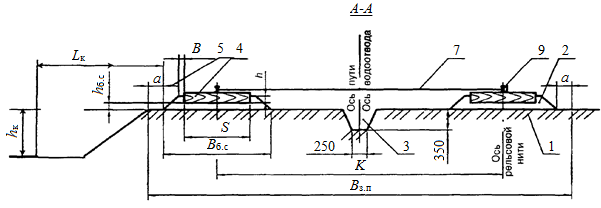 А-А
Lк
hб.с
a
5
B
4
h
Ось пути
Ось водоотвода
7
9
2
a
hк
S
Bб.с
250
K
3
350
Ось рельсовой нити
1
Bз.п